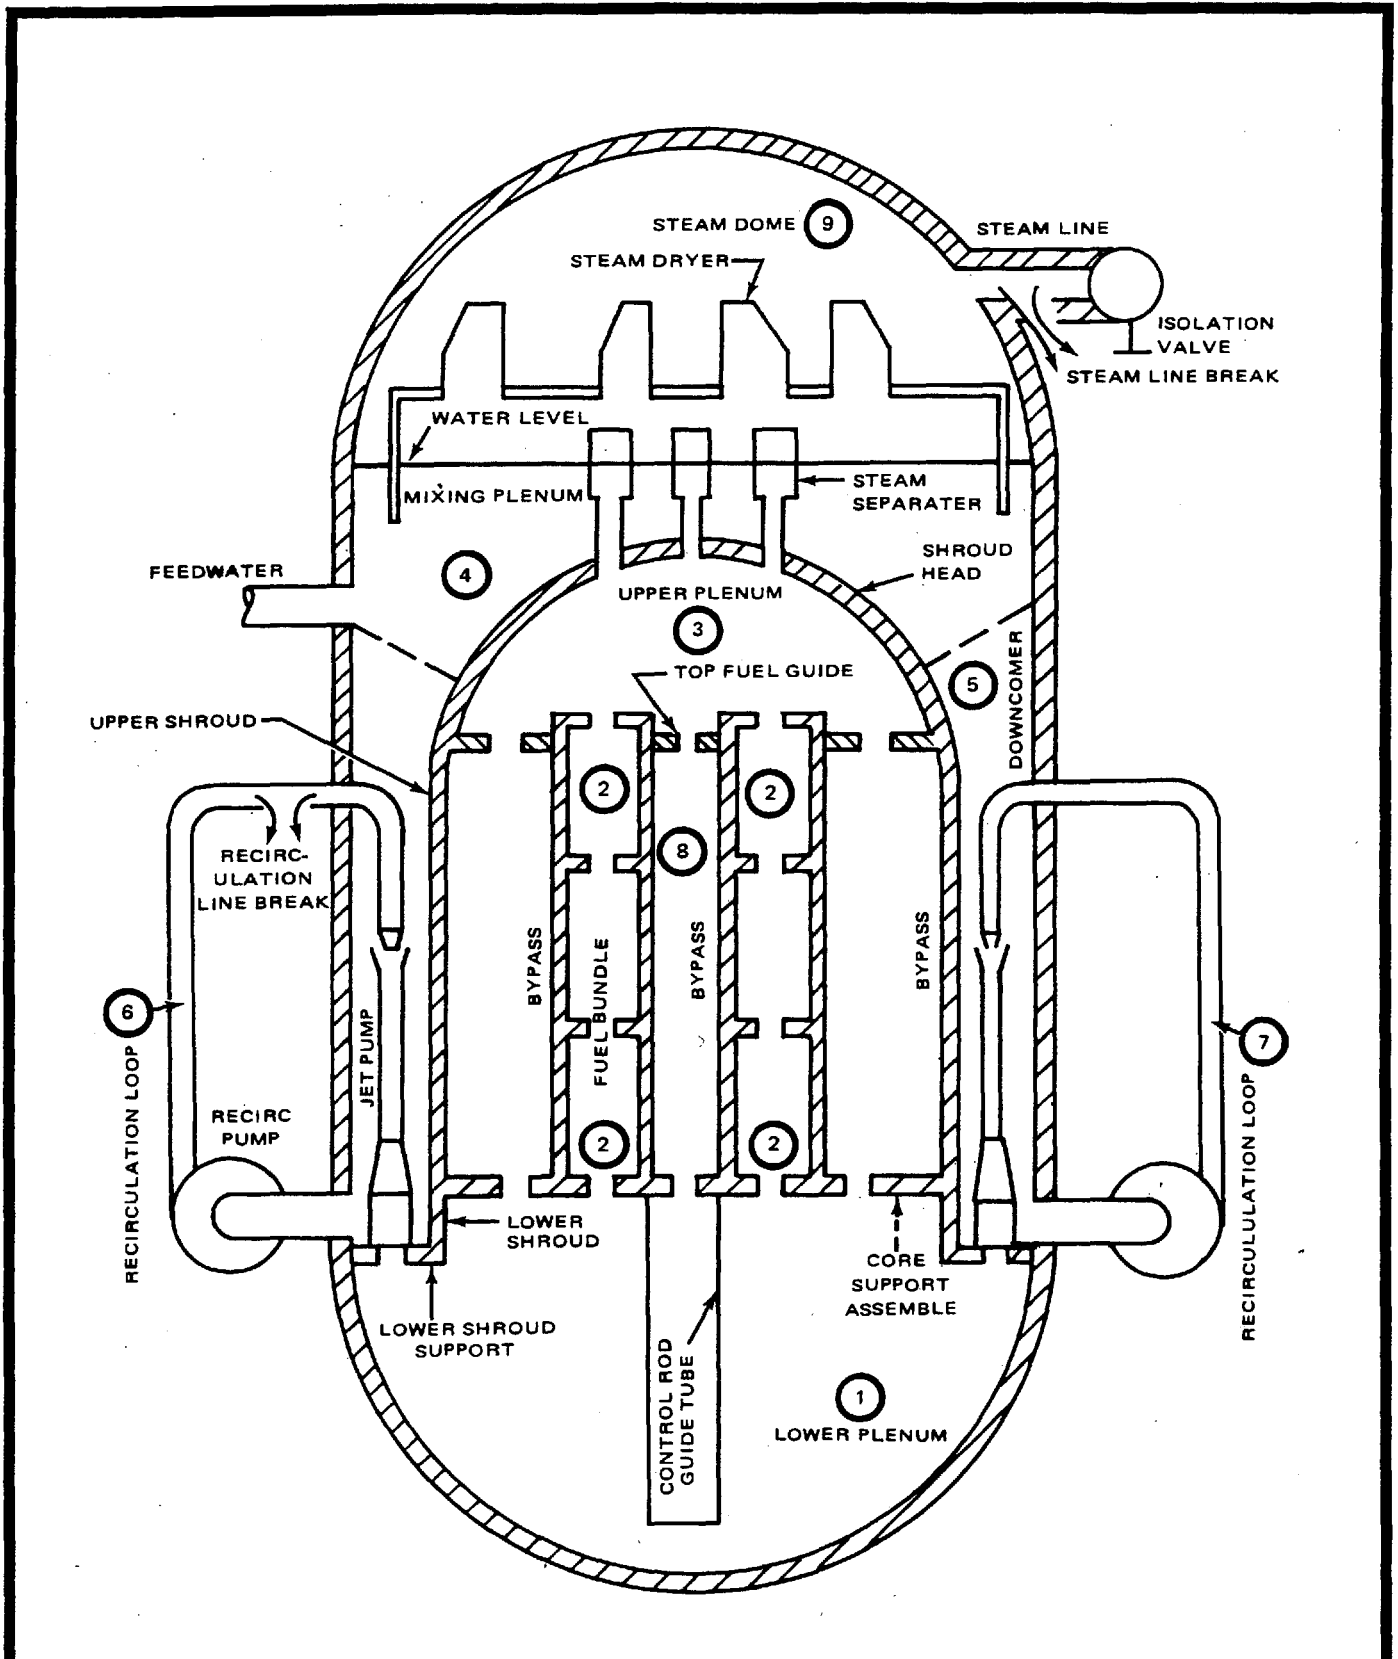 STEAM DOME 9
STEAM LINE
STEAM DRYER
ISOLATION
VALVE
STEAM LINE BREAK
WATER LEVEL
MIXING PLENUM
STEAM
SEPARATER
4
FEEDWATER
SHROUD
HEAD
UPPER PLENUM
3
TOP FUEL GUIDE
5
DOWNCOMER
UPPER SHROUD
2
2
8
RECIRC-
ULATION
LINE BREAK
BYPASS
FUEL BUNDLE
BYPASS
BYPASS
6
RECIRCULATION LOOP
JET PUMP
7
RECIRCULULATION LOOP
RECIRC
PUMP
2
2
LOWER
SHROUD
CORE
SUPPORT
ASSEMBLE
LOWER SHROUD
SUPPORT
CONTROL ROD
GUIDE TUBE
1
LOWER PLENUM